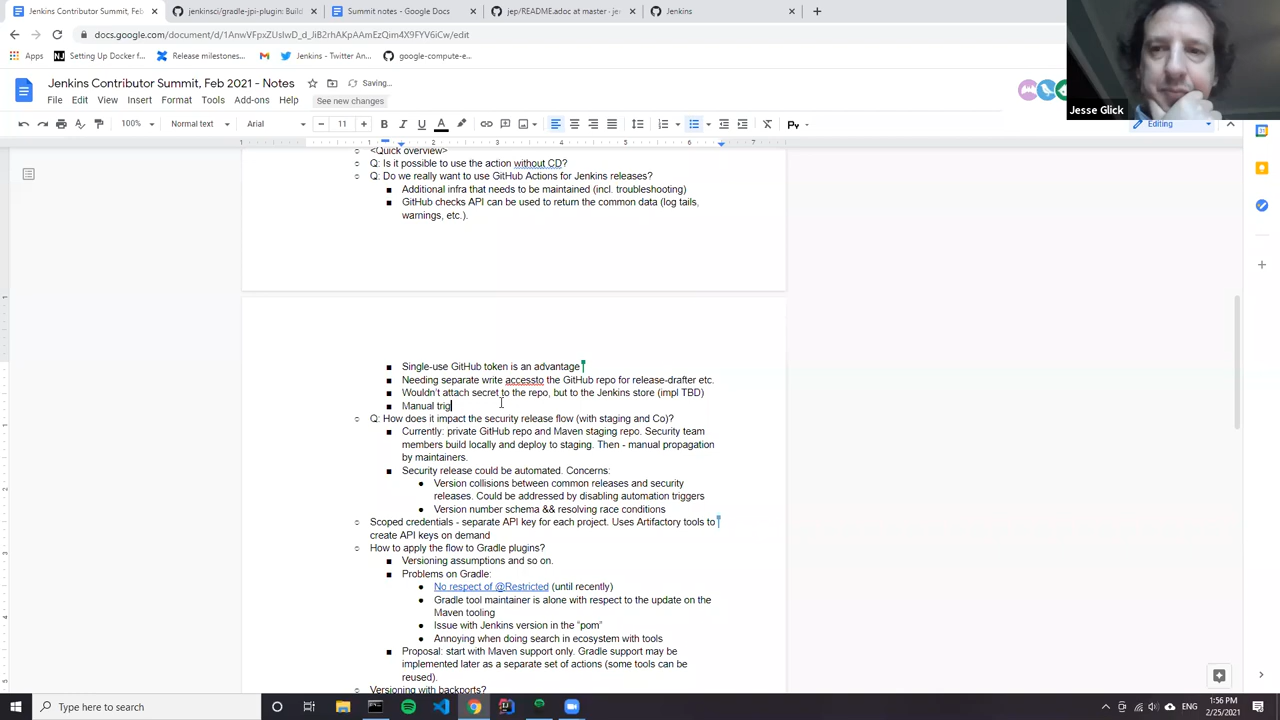 Jenkins Contributor Summit, Feb
jenkinsci/gradle-jpi-plugin: Build
Summit notes - Google Docs
jep/README.adoc at master · je
Jenkins
docs.google.com/document/d/1AnwVFpxZUsIwD_d_JiB2rhAKpAAmEzQim4X9FYV6iCw/edit
Apps
Setting Up Docker f...
Release milestones...
Jenkins - Twitter An...
google-compute-e...
Jenkins Contributor Summit, Feb 2021 - Notes
Saving...
File Edit View Insert Format Tools Add-ons Help
See new changes
100% Normal text Arial 11
Editing
Jesse Glick
<Quick overview>
Q: Is it possible to use the action without CD?
Q: Do we really want to use GitHub Actions for Jenkins releases?
Additional infra that needs to be maintained (incl. troubleshooting)
GitHub checks API can be used to return the common data (log tails,
warnings, etc.).
Single-use GitHub token is an advantage
Needing separate write accessto the GitHub repo for release-drafter etc.
Wouldn't attach secret to the repo, but to the Jenkins store (impl TBD)
Manual trig
Q: How does it impact the security release flow (with staging and Co)?
Currently: private GitHub repo and Maven staging repo. Security team
members build locally and deploy to staging. Then - manual propagation
by maintainers.
Security release could be automated. Concerns:
Version collisions between common releases and security
releases. Could be addressed by disabling automation triggers
Version number schema && resolving race conditions
Scoped credentials - separate API key for each project. Uses Artifactory tools to
create API keys on demand
How to apply the flow to Gradle plugins?
Versioning assumptions and so on.
Problems on Gradle:
No respect of @Restricted (until recently)
Gradle tool maintainer is alone with respect to the update on the
Maven tooling
Issue with Jenkins version in the "pom"
Annoying when doing search in ecosystem with tools
Proposal: start with Maven support only. Gradle support may be
implemented later as a separate set of actions (some tools can be
reused).
Versioning with backports?
Type here to search
ENG
1:56 PM
2/25/2021